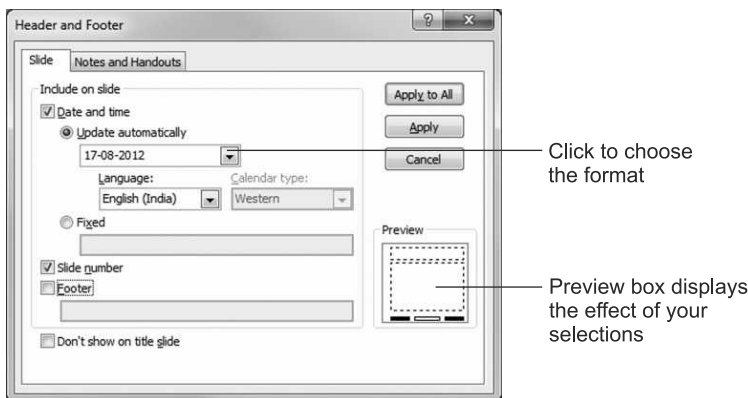 Header and Footer
Slide
Notes and Handouts
Include on slide
Date and time
Update automatically
17-08-2012
Language:
Calendar type:
English (India)
Western
Fixed
Slide number
Footer
Don't show on title slide
Apply to All
Apply
Cancel
Preview
Click to choose
the format
Preview box displays
the effect of your
selections